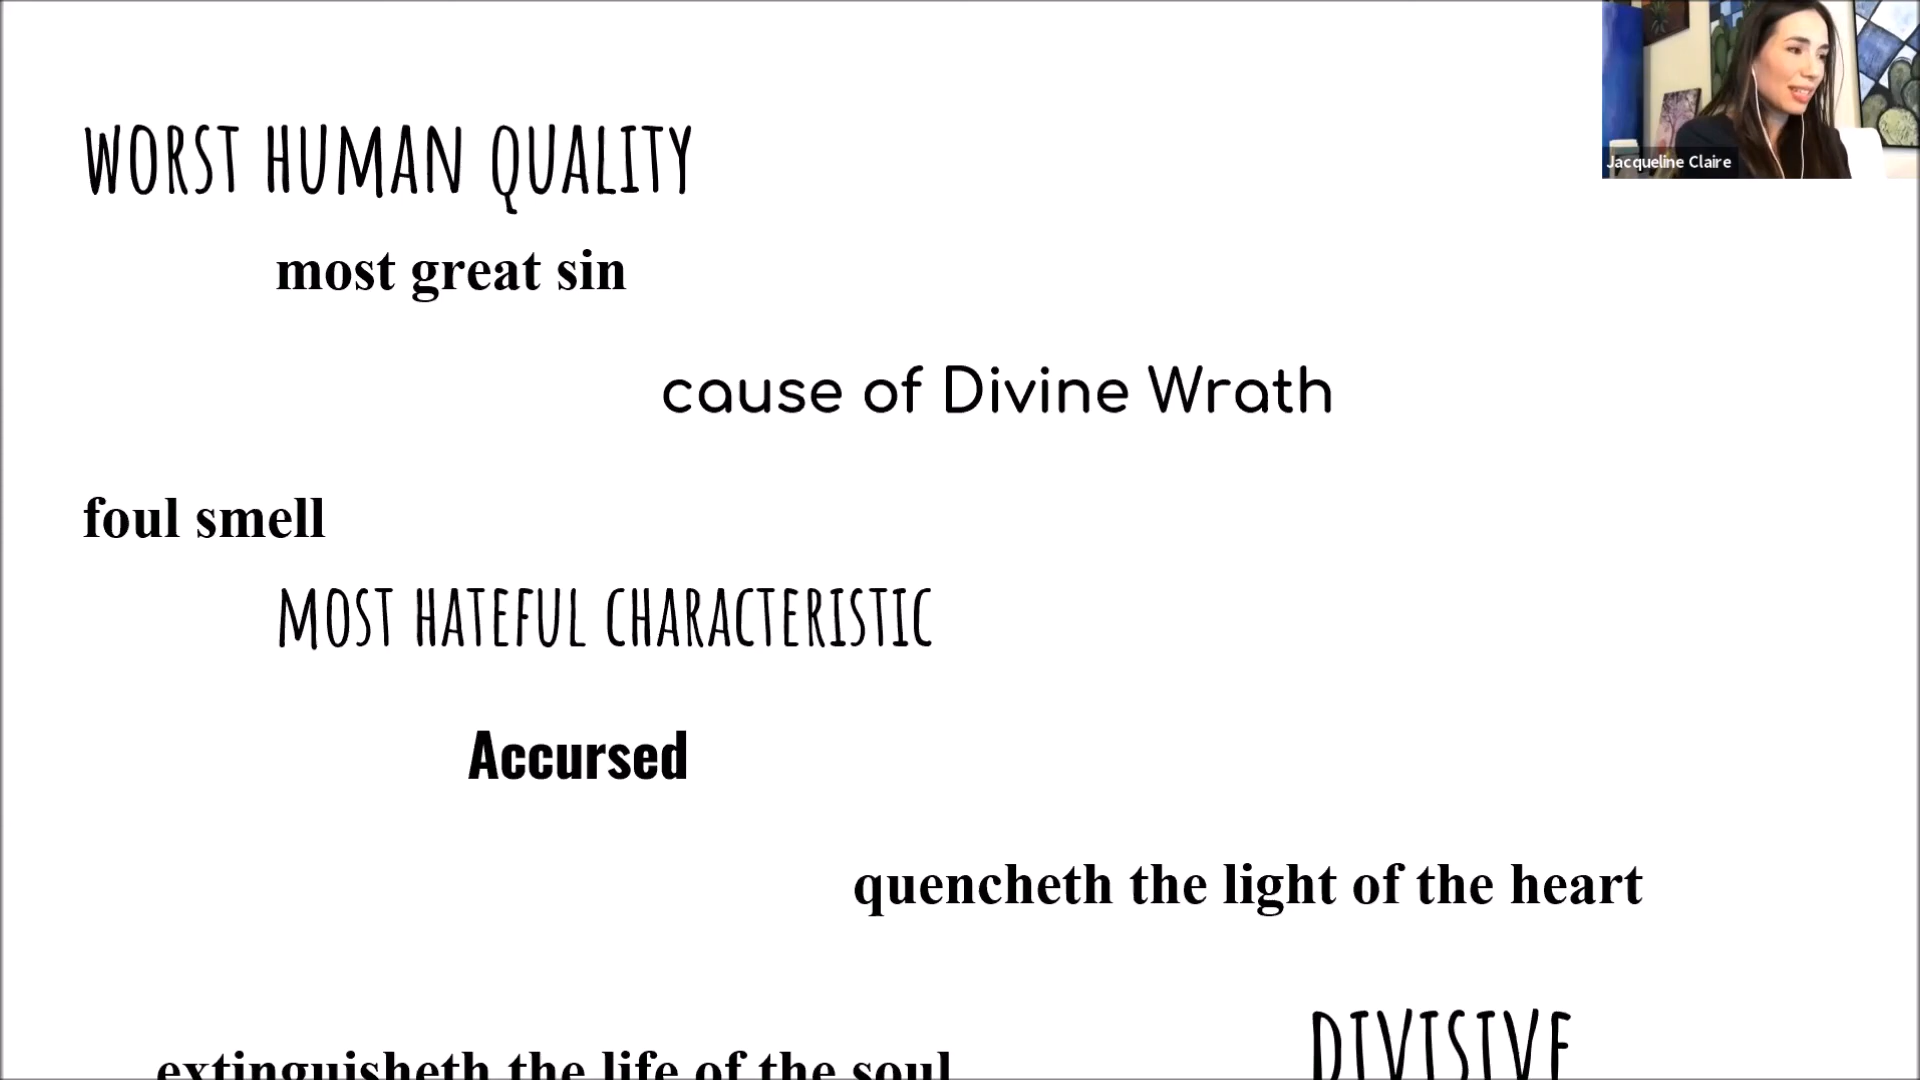 WORST HUMAN QUALITY
Jacqueline Claire
most great sin
cause of Divine Wrath
foul smell
MOST HATEFUL CHARACTERISTIC
Accursed
quencheth the light of the heart
DIVISIVE
extinguisheth the life of the soul